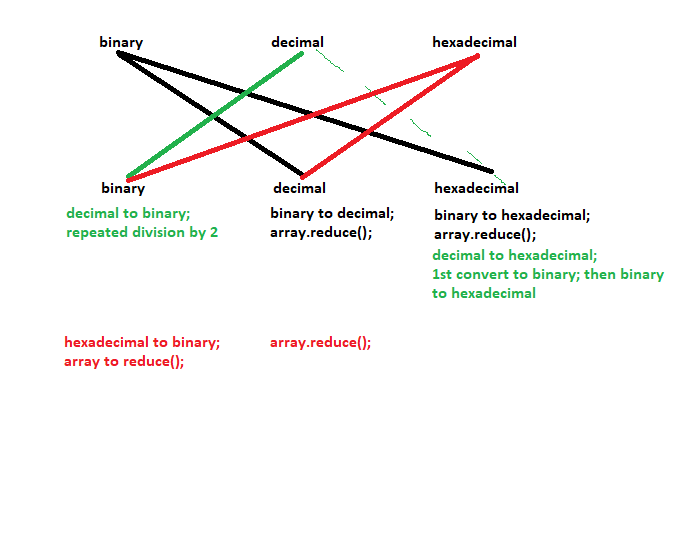 binary
decimal
hexadecimal
binary
decimal
hexadecimal
decimal to binary;
repeated division by 2
binary to decimal;
array.reduce();
binary to hexadecimal;
array.reduce();
decimal to hexadecimal;
1st convert to binary; then binary
to hexadecimal
hexadecimal to binary;
array to reduce();
array.reduce();